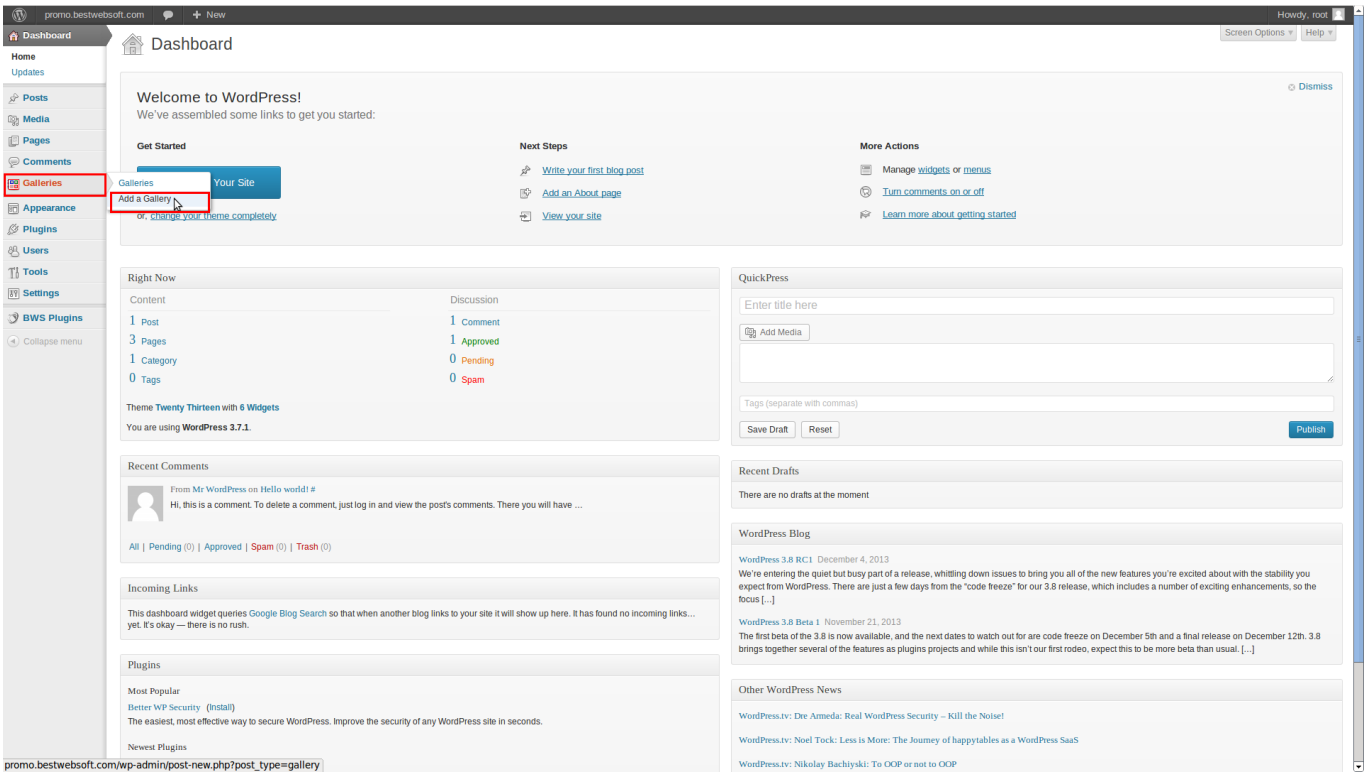 promo.bestwebsoft.com + New Howdy, root
Dashboard
Home
Updates
Posts
Media
Pages
Comments
Galleries
Appearance
Plugins
Users
Tools
Settings
BWS Plugins
Collapse menu
Galleries
Add a Gallery
Dashboard
Screen Options Help
Welcome to WordPress!
Dismiss
We've assembled some links to get you started:
Get Started
Your Site
or, change your theme completely
Next Steps
Write your first blog post
Add an About page
View your site
More Actions
Manage widgets or menus
Turn comments on or off
Learn more about getting started
Right Now
Content Discussion
1 Post 1 Comment
3 Pages 1 Approved
1 Category 0 Pending
0 Tags 0 Spam
Theme Twenty Thirteen with 6 Widgets
You are using WordPress 3.7.1.
Recent Comments
From Mr WordPress on Hello world! #
Hi, this is a comment. To delete a comment, just log in and view the post's comments. There you will have …
All | Pending (0) | Approved | Spam (0) | Trash (0)
Incoming Links
This dashboard widget queries Google Blog Search so that when another blog links to your site it will show up here. It has found no incoming links…
yet. It's okay — there is no rush.
Plugins
Most Popular
Better WP Security (Install)
The easiest, most effective way to secure WordPress. Improve the security of any WordPress site in seconds.
Newest Plugins
QuickPress
Enter title here
Add Media
Tags (separate with commas)
Save Draft Reset Publish
Recent Drafts
There are no drafts at the moment
WordPress Blog
WordPress 3.8 RC1 December 4, 2013
We're entering the quiet but busy part of a release, whittling down issues to bring you all of the new features you're excited about with the stability you
expect from WordPress. There are just a few days from the "code freeze" for our 3.8 release, which includes a number of exciting enhancements, so the
focus […]
WordPress 3.8 Beta 1 November 21, 2013
The first beta of the 3.8 is now available, and the next dates to watch out for are code freeze on December 5th and a final release on December 12th. 3.8
brings together several of the features as plugins projects and while this isn't our first rodeo, expect this to be more beta than usual. […]
Other WordPress News
WordPress.tv: Dre Armeda: Real WordPress Security – Kill the Noise!
WordPress.tv: Noel Tock: Less is More: The Journey of happytables as a WordPress SaaS
WordPress.tv: Nikolay Bachiyski: To OOP or not to OOP
promo.bestwebsoft.com/wp-admin/post-new.php?post_type=gallery